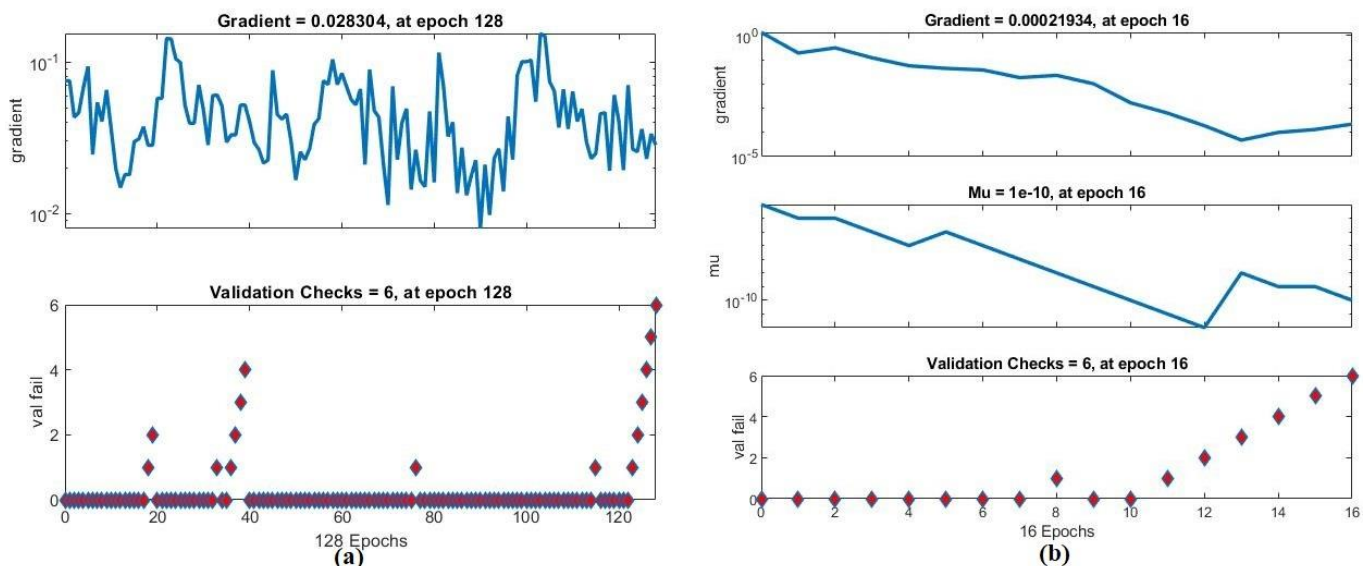 Gradient = 0.028304, at epoch 128
10^-1
10^-2
gradient
Validation Checks = 6, at epoch 128
6
4
2
0
val fail
0 20 40 60 80 100 120
128 Epochs
(a)
Gradient = 0.00021934, at epoch 16
10^0
10^-5
gradient
Mu = 1e-10, at epoch 16
10^-10
mu
Validation Checks = 6, at epoch 16
6
4
2
0
val fail
0 2 4 6 8 10 12 14 16
16 Epochs
(b)